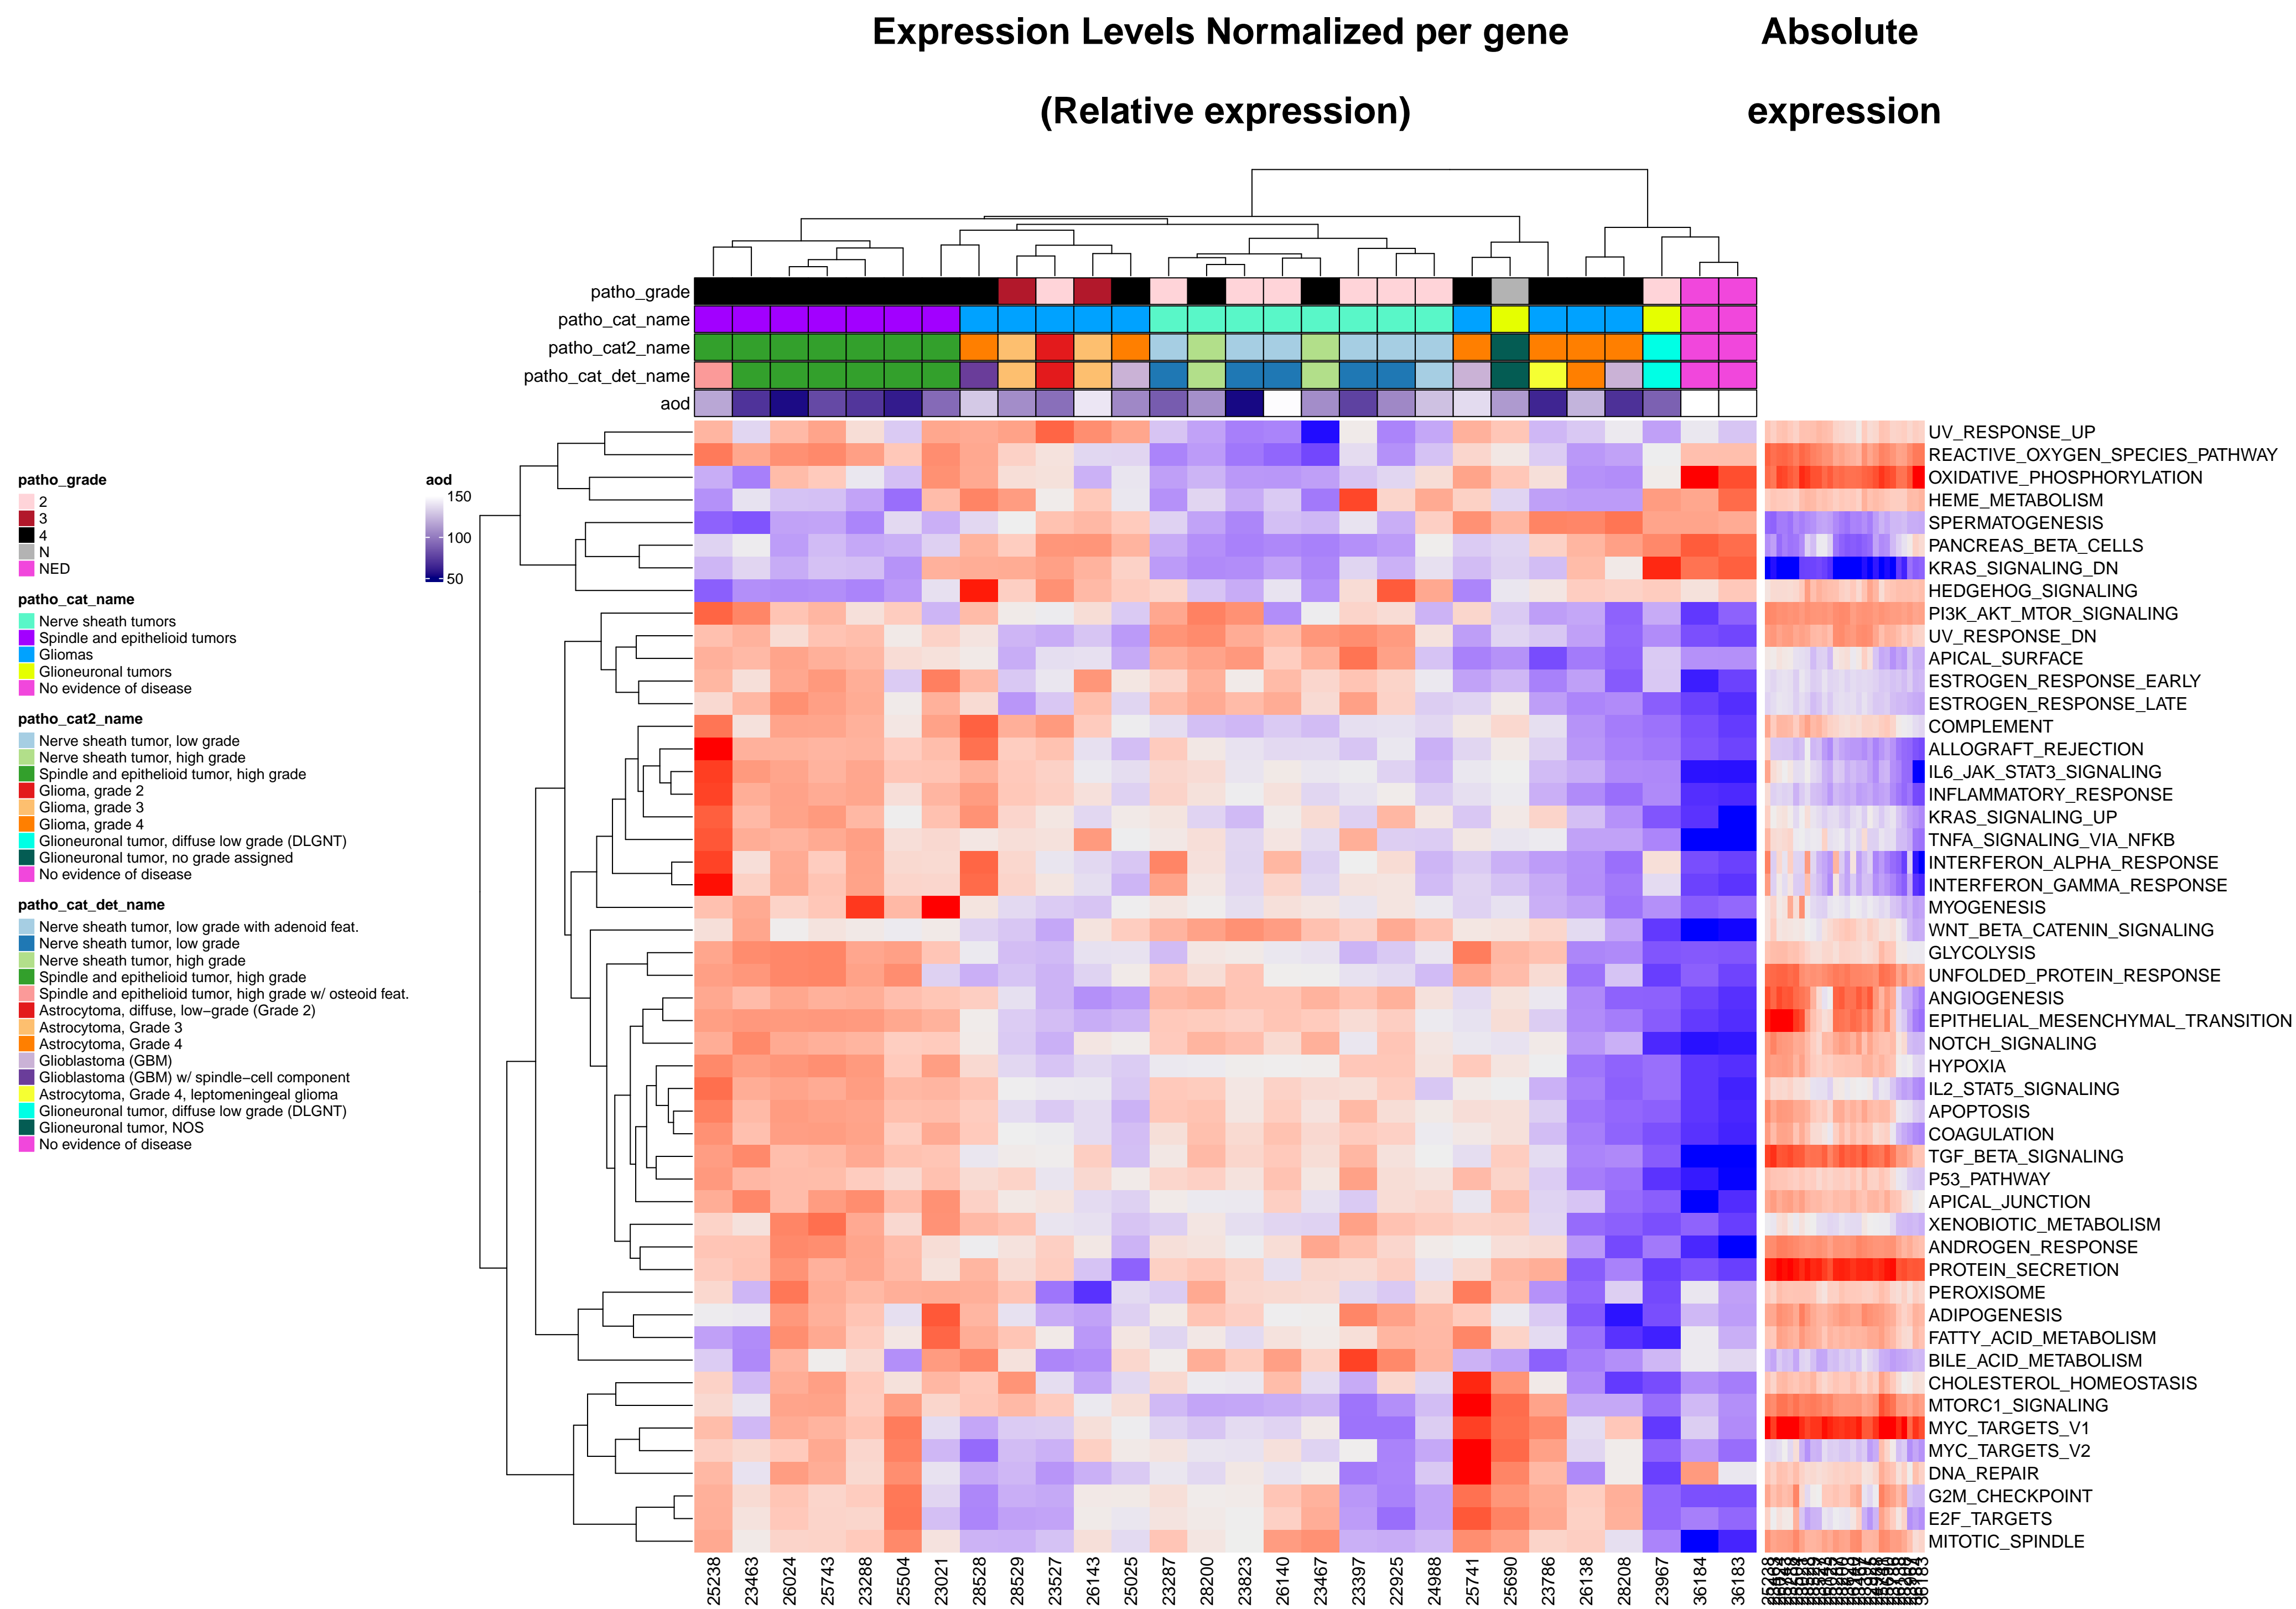 Expression Levels Normalized per gene
(Relative expression)
Absolute
expression
patho_grade
patho_cat_name
patho_cat2_name
patho_cat_det_name
aod
patho_grade
2
3
4
N
NED
patho_cat_name
Nerve sheath tumors
Spindle and epithelioid tumors
Gliomas
Glioneuronal tumors
No evidence of disease
patho_cat2_name
Nerve sheath tumor, low grade
Nerve sheath tumor, high grade
Spindle and epithelioid tumor, high grade
Glioma, grade 2
Glioma, grade 3
Glioma, grade 4
Glioneuronal tumor, diffuse low grade (DLGNT)
Glioneuronal tumor, no grade assigned
No evidence of disease
patho_cat_det_name
Nerve sheath tumor, low grade with adenoid feat.
Nerve sheath tumor, low grade
Nerve sheath tumor, high grade
Spindle and epithelioid tumor, high grade
Spindle and epithelioid tumor, high grade w/ osteoid feat.
Astrocytoma, diffuse, low−grade (Grade 2)
Astrocytoma, Grade 3
Astrocytoma, Grade 4
Glioblastoma (GBM)
Glioblastoma (GBM) w/ spindle−cell component
Astrocytoma, Grade 4, leptomeningeal glioma
Glioneuronal tumor, diffuse low grade (DLGNT)
Glioneuronal tumor, NOS
No evidence of disease
aod
150
100
50
UV_RESPONSE_UP
REACTIVE_OXYGEN_SPECIES_PATHWAY
OXIDATIVE_PHOSPHORYLATION
HEME_METABOLISM
SPERMATOGENESIS
PANCREAS_BETA_CELLS
KRAS_SIGNALING_DN
HEDGEHOG_SIGNALING
PI3K_AKT_MTOR_SIGNALING
UV_RESPONSE_DN
APICAL_SURFACE
ESTROGEN_RESPONSE_EARLY
ESTROGEN_RESPONSE_LATE
COMPLEMENT
ALLOGRAFT_REJECTION
IL6_JAK_STAT3_SIGNALING
INFLAMMATORY_RESPONSE
KRAS_SIGNALING_UP
TNFA_SIGNALING_VIA_NFKB
INTERFERON_ALPHA_RESPONSE
INTERFERON_GAMMA_RESPONSE
MYOGENESIS
WNT_BETA_CATENIN_SIGNALING
GLYCOLYSIS
UNFOLDED_PROTEIN_RESPONSE
ANGIOGENESIS
EPITHELIAL_MESENCHYMAL_TRANSITION
NOTCH_SIGNALING
HYPOXIA
IL2_STAT5_SIGNALING
APOPTOSIS
COAGULATION
TGF_BETA_SIGNALING
P53_PATHWAY
APICAL_JUNCTION
XENOBIOTIC_METABOLISM
ANDROGEN_RESPONSE
PROTEIN_SECRETION
PEROXISOME
ADIPOGENESIS
FATTY_ACID_METABOLISM
BILE_ACID_METABOLISM
CHOLESTEROL_HOMEOSTASIS
MTORC1_SIGNALING
MYC_TARGETS_V1
MYC_TARGETS_V2
DNA_REPAIR
G2M_CHECKPOINT
E2F_TARGETS
MITOTIC_SPINDLE
25238
23463
26024
25743
23288
25504
23021
28528
28529
23527
26143
25025
23287
28200
23823
26140
23467
23397
22925
24988
25741
25690
23786
26138
28208
23967
36184
36183
25238
36183